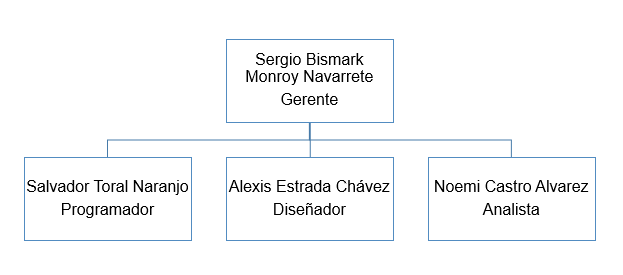 Sergio Bismark
Monroy Navarrete
Gerente
Salvador Toral Naranjo
Programador
Alexis Estrada Chávez
Diseñador
Noemi Castro Alvarez
Analista